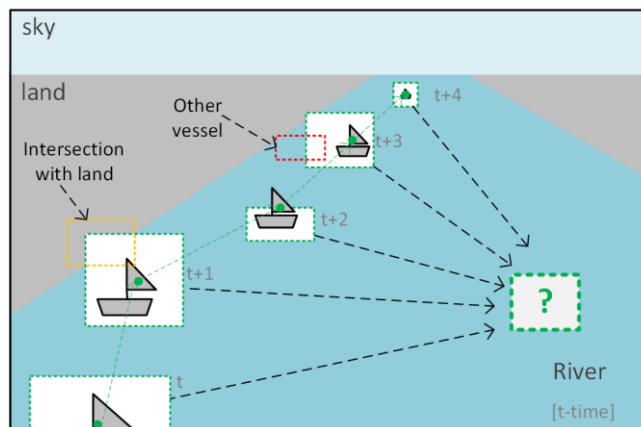 sky
land
t+4
Other
vessel
t+3
Intersection
with land
t+2
t+1
?
t
River
[t-time]